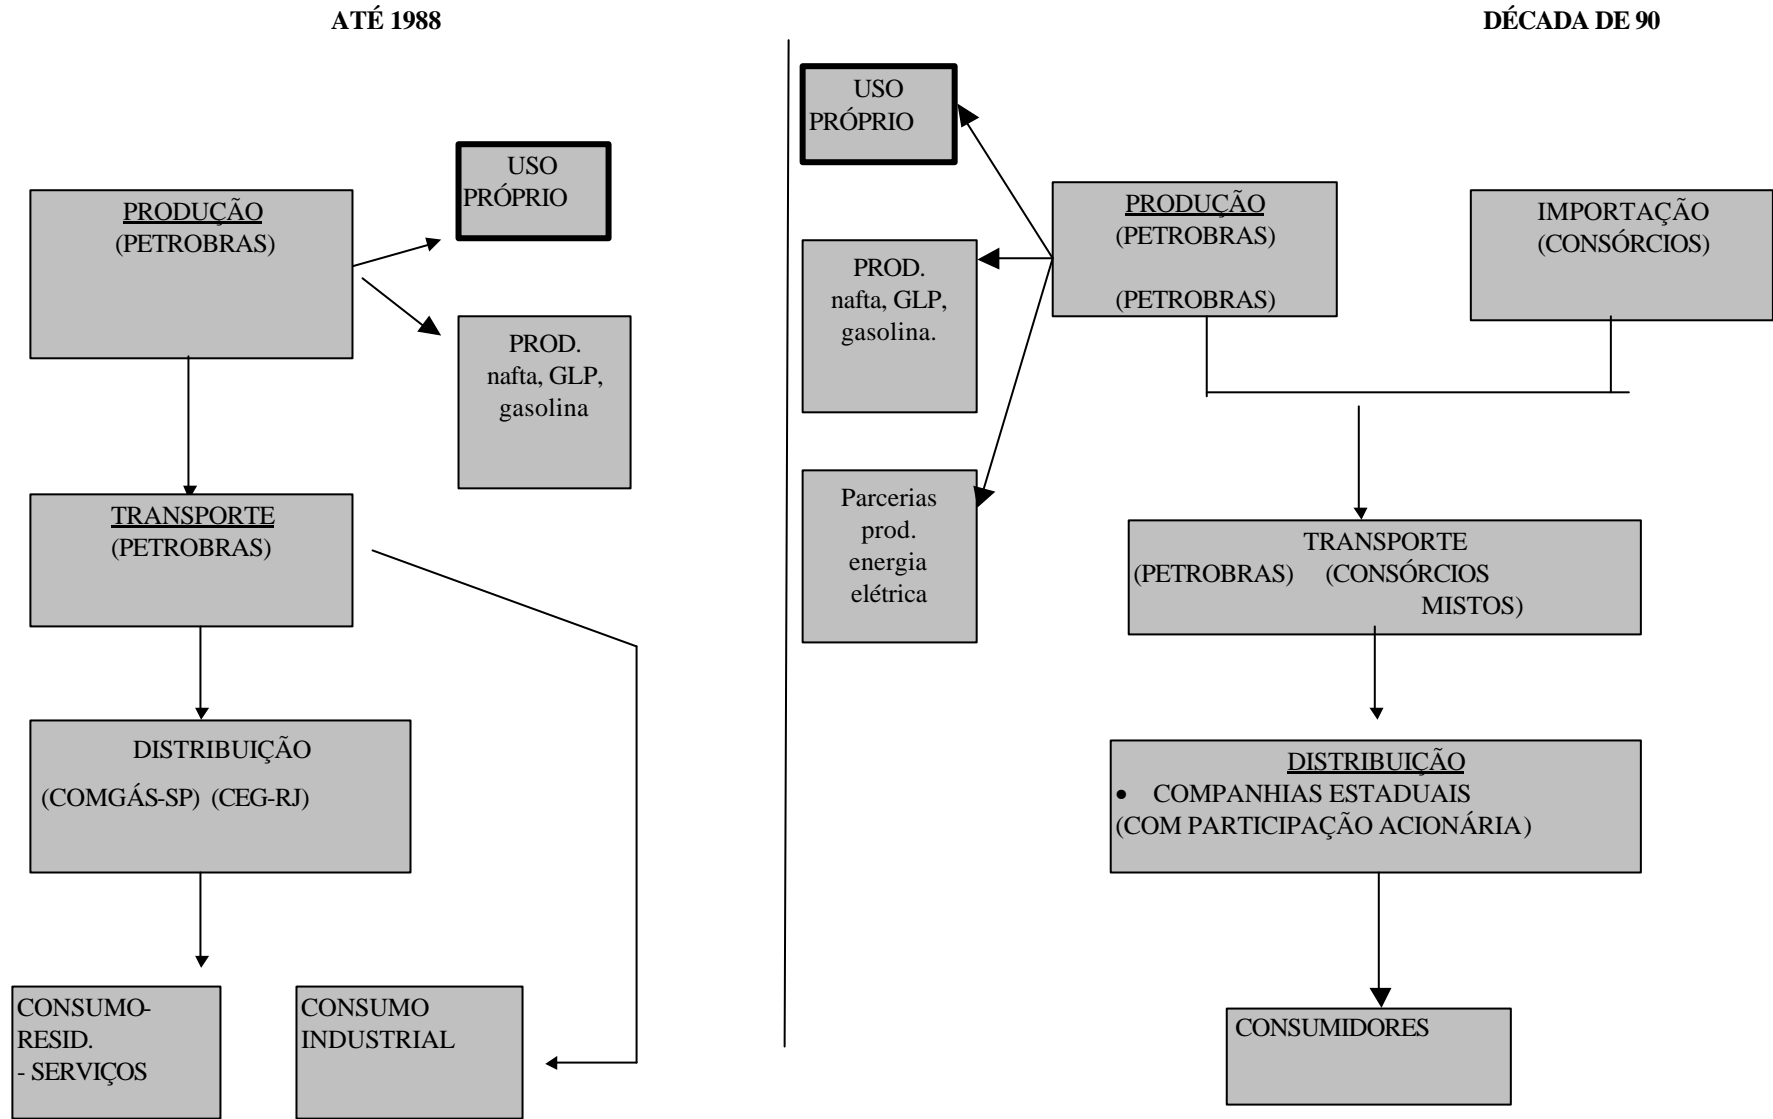 ATÉ 1988
PRODUÇÃO
(PETROBRAS)
USO
PRÓPRIO
PROD.
nafta, GLP,
gasolina
TRANSPORTE
(PETROBRAS)
DISTRIBUIÇÃO
(COMGÁS-SP) (CEG-RJ)
CONSUMO-
RESID.
- SERVIÇOS
CONSUMO
INDUSTRIAL
DÉCADA DE 90
USO
PRÓPRIO
PROD.
nafta, GLP,
gasolina.
Parcerias
prod.
energia
elétrica
PRODUÇÃO
(PETROBRAS)
(PETROBRAS)
IMPORTAÇÃO
(CONSÓRCIOS)
TRANSPORTE
(PETROBRAS) (CONSÓRCIOS
MISTOS)
DISTRIBUIÇÃO
• COMPANHIAS ESTADUAIS
(COM PARTICIPAÇÃO ACIONÁRIA)
CONSUMIDORES